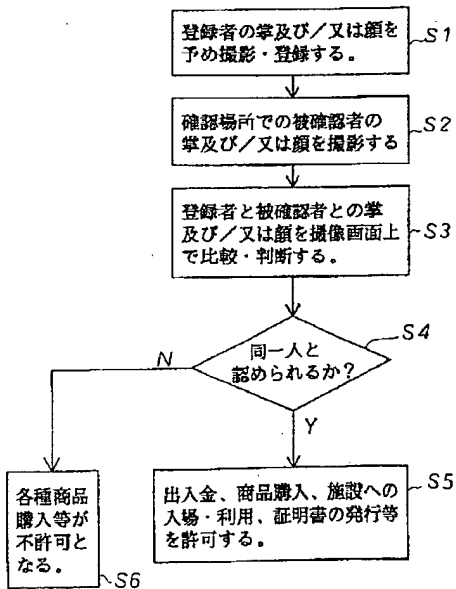 登録者の掌及び／又は顔を
予め撮影・登録する。
S1
確認場所での被確認者の
掌及び／又は顔を撮影する
S2
登録者と被確認者との掌
及び／又は顔を撮像画面上
で比較・判断する。
S3
同一人と
認められるか？
S4
N
Y
各種商品
購入等が
不許可と
なる。
S6
出入金、商品購入、施設への
入場・利用、証明書の発行等
を許可する。
S5